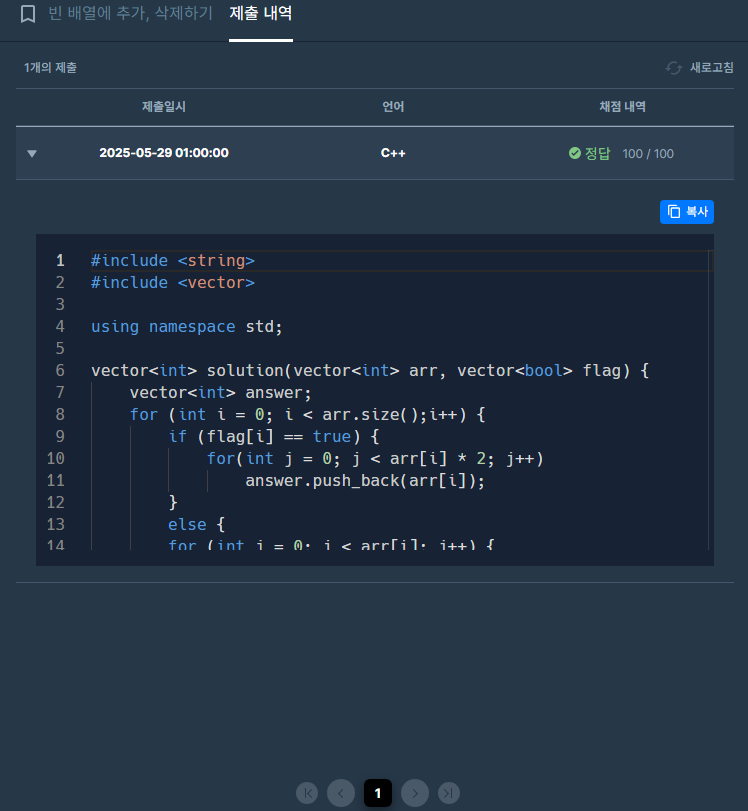 빈 배열에 추가, 삭제하기 제출 내역
1개의 제출 새로고침
제출일시 언어 채점 내역
2025-05-29 01:00:00 C++ 정답 100 / 100
복사
1 #include <string>
2 #include <vector>
3
4 using namespace std;
5
6 vector<int> solution(vector<int> arr, vector<bool> flag) {
7 vector<int> answer;
8 for (int i = 0; i < arr.size();i++) {
9 if (flag[i] == true) {
10 for(int j = 0; j < arr[i] * 2; j++)
11 answer.push_back(arr[i]);
12 }
13 else {
14 for (int j = 0; j < arr[i]; j++) {
1